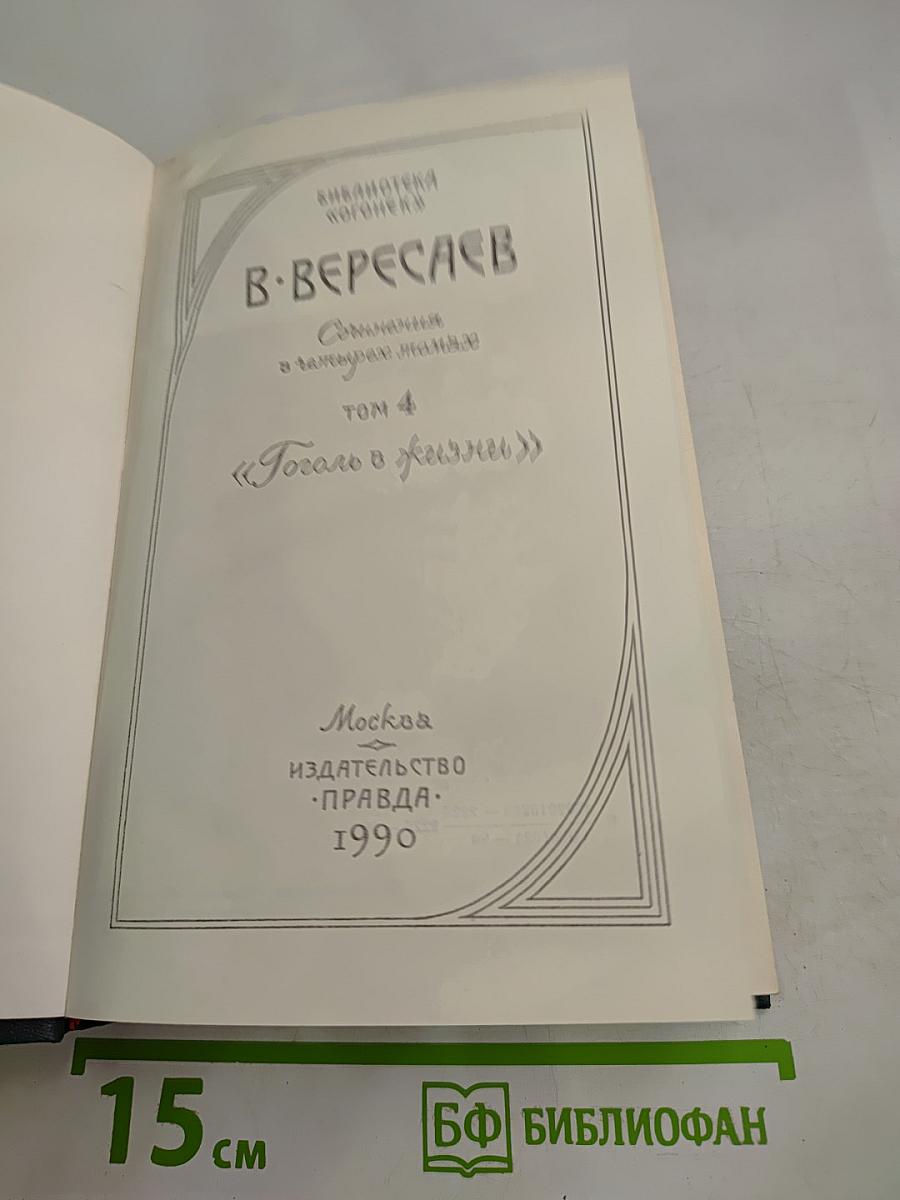 БИБЛИОТЕКА
«ОГОНЕК»
В·ВЕРЕСАЕВ
Сочинения
в четырех томах
ТОМ 4
«Гоголь в жизни»
Москва
ИЗДАТЕЛЬСТВО
·ПРАВДА·
1990
15 см
БФ БИБЛИОФАН